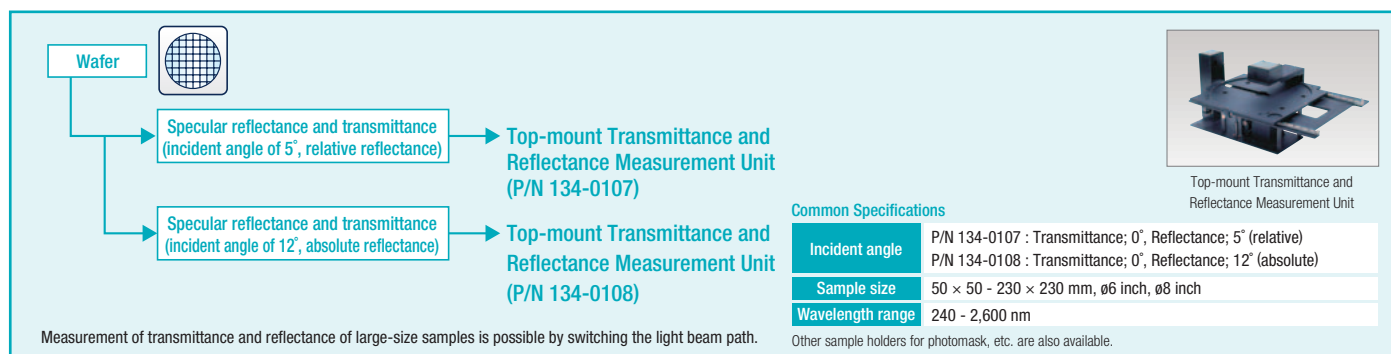 Wafer
Specular reflectance and transmittance
(incident angle of 5˚, relative reflectance)
Top-mount Transmittance and
Reflectance Measurement Unit
(P/N 134-0107)
Specular reflectance and transmittance
(incident angle of 12˚, absolute reflectance)
Top-mount Transmittance and
Reflectance Measurement Unit
(P/N 134-0108)
Measurement of transmittance and reflectance of large-size samples is possible by switching the light beam path.
Top-mount Transmittance and
Reflectance Measurement Unit
Common Specifications
Incident angle
P/N 134-0107 : Transmittance; 0˚, Reflectance; 5˚ (relative)
P/N 134-0108 : Transmittance; 0˚, Reflectance; 12˚ (absolute)
Sample size 50 × 50 - 230 × 230 mm, ø6 inch, ø8 inch
Wavelength range 240 - 2,600 nm
Other sample holders for photomask, etc. are also available.